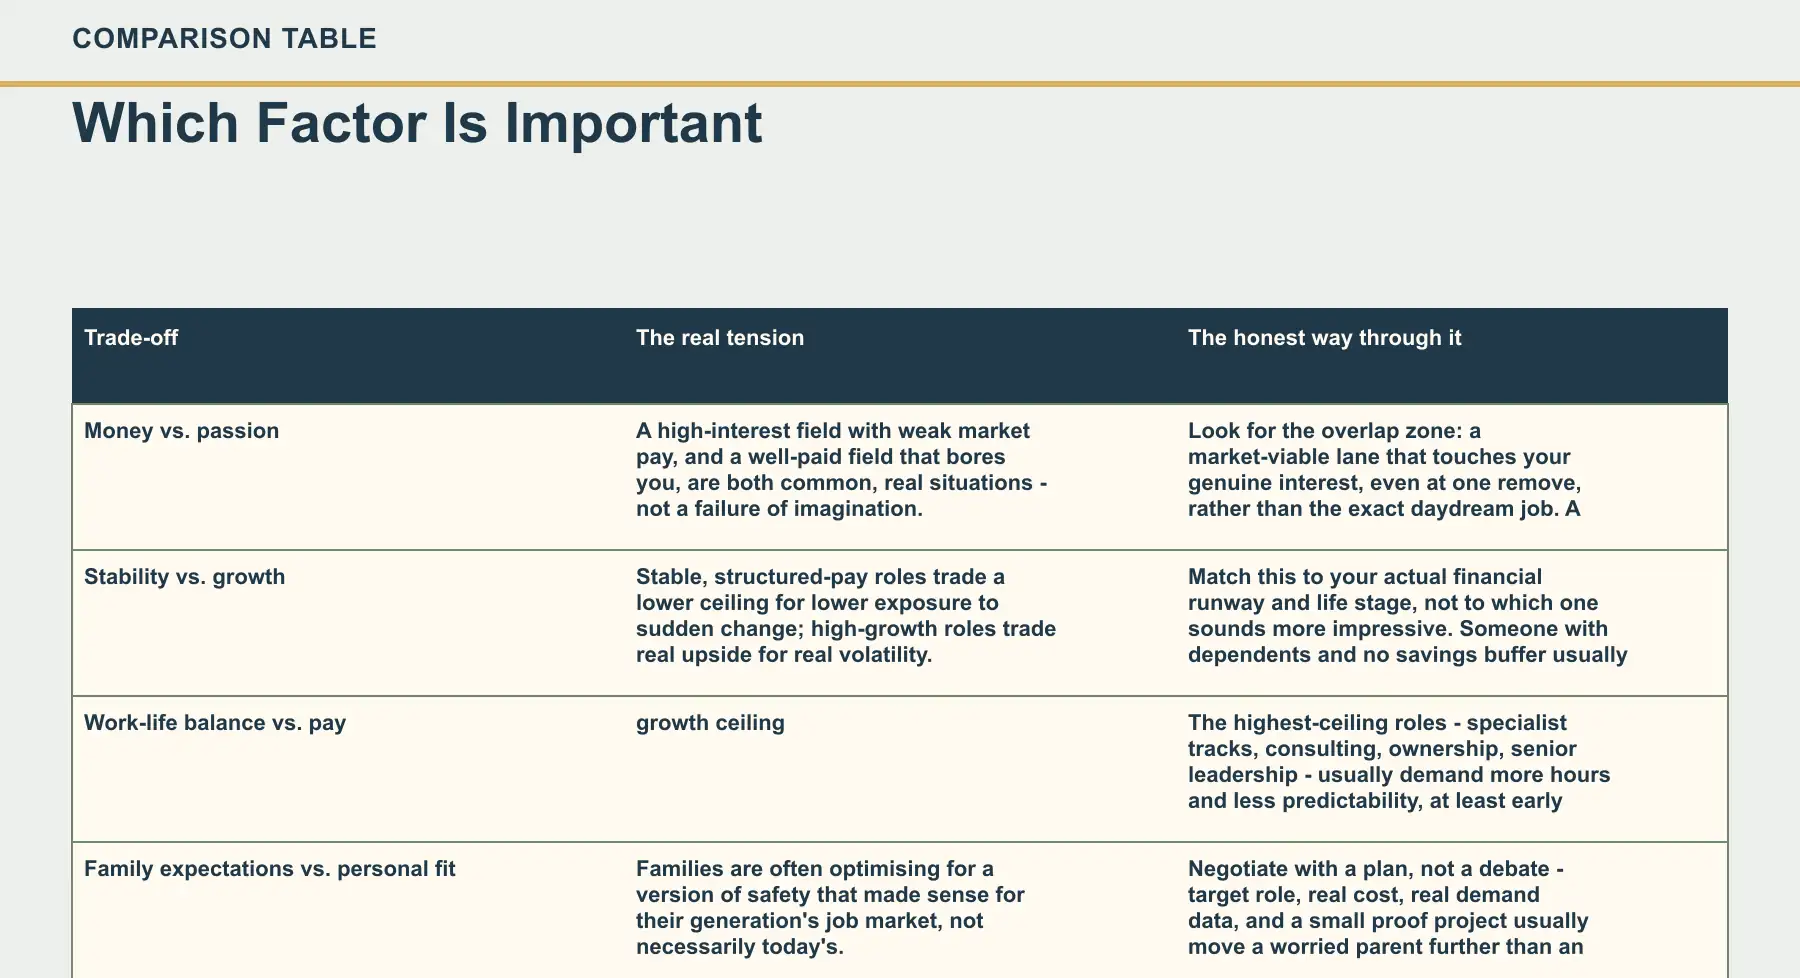 COMPARISON TABLE
Which Factor Is Important
Trade-off
The real tension
The honest way through it
Money vs. passion
A high-interest field with weak market
pay, and a well-paid field that bores
you, are both common, real situations -
not a failure of imagination.
Look for the overlap zone: a
market-viable lane that touches your
genuine interest, even at one remove,
rather than the exact daydream job. A
Stability vs. growth
Stable, structured-pay roles trade a
lower ceiling for lower exposure to
sudden change; high-growth roles trade
real upside for real volatility.
Match this to your actual financial
runway and life stage, not to which one
sounds more impressive. Someone with
dependents and no savings buffer usually
Work-life balance vs. pay
growth ceiling
The highest-ceiling roles - specialist
tracks, consulting, ownership, senior
leadership - usually demand more hours
and less predictability, at least early
Family expectations vs. personal fit
Families are often optimising for a
version of safety that made sense for
their generation's job market, not
necessarily today's.
Negotiate with a plan, not a debate -
target role, real cost, real demand
data, and a small proof project usually
move a worried parent further than an